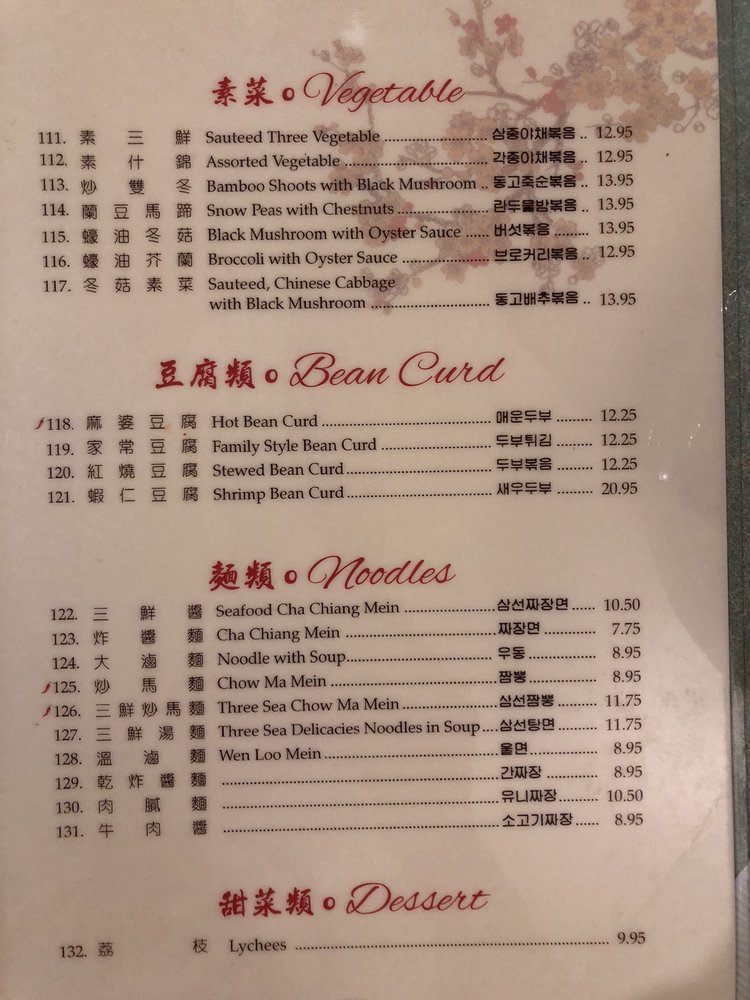 素菜 Vegetable
111. 素三鮮 Sauteed Three Vegetable 삼종야채볶음 12.95
112. 素什錦 Assorted Vegetable 각종야채볶음 12.95
113. 炒雙冬 Bamboo Shoots with Black Mushroom 동고죽순볶음 13.95
114. 蘭豆馬蹄 Snow Peas with Chestnuts 란두물밤볶음 13.95
115. 蠔油冬菇 Black Mushroom with Oyster Sauce 버섯볶음 13.95
116. 蠔油芥蘭 Broccoli with Oyster Sauce 브로커리볶음 12.95
117. 冬菇素菜 Sauteed, Chinese Cabbage
with Black Mushroom 동고배추볶음 13.95
豆腐類 Bean Curd
118. 麻婆豆腐 Hot Bean Curd 매운두부 12.25
119. 家常豆腐 Family Style Bean Curd 두부튀김 12.25
120. 紅燒豆腐 Stewed Bean Curd 두부볶음 12.25
121. 蝦仁豆腐 Shrimp Bean Curd 새우두부 20.95
麵類 Noodles
122. 三鮮醬 Seafood Cha Chiang Mein 삼선짜장면 10.50
123. 炸醬麵 Cha Chiang Mein 짜장면 7.75
124. 大滷麵 Noodle with Soup 우동 8.95
125. 炒馬麵 Chow Ma Mein 짬뽕 8.95
126. 三鮮炒馬麵 Three Sea Chow Ma Mein 삼선짬뽕 11.75
127. 三鮮湯麵 Three Sea Delicacies Noodles in Soup 삼선탕면 11.75
128. 溫滷麵 Wen Loo Mein 울면 8.95
129. 乾炸醬麵 간짜장 8.95
130. 肉膩麵 유니짜장 10.50
131. 牛肉醬 소고기짜장 8.95
甜菜類 Dessert
132. 荔枝 Lychees 9.95